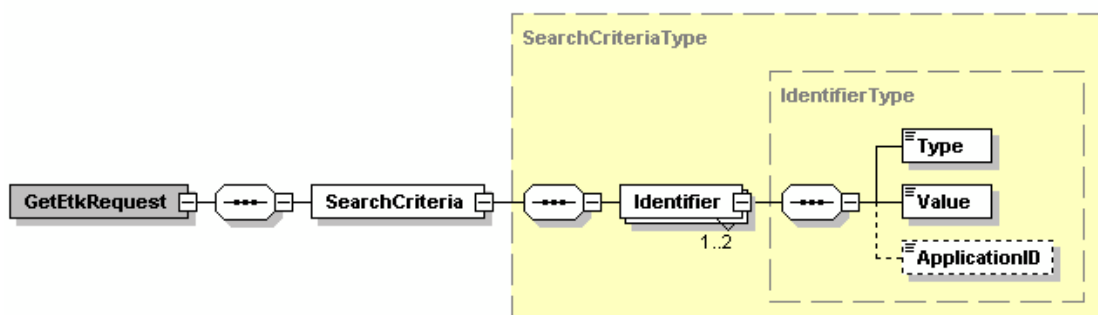 SearchCriteriaType
IdentifierType
Type
GetEtkRequest
SearchCriteria
Identifier
Value
1..2
ApplicationID